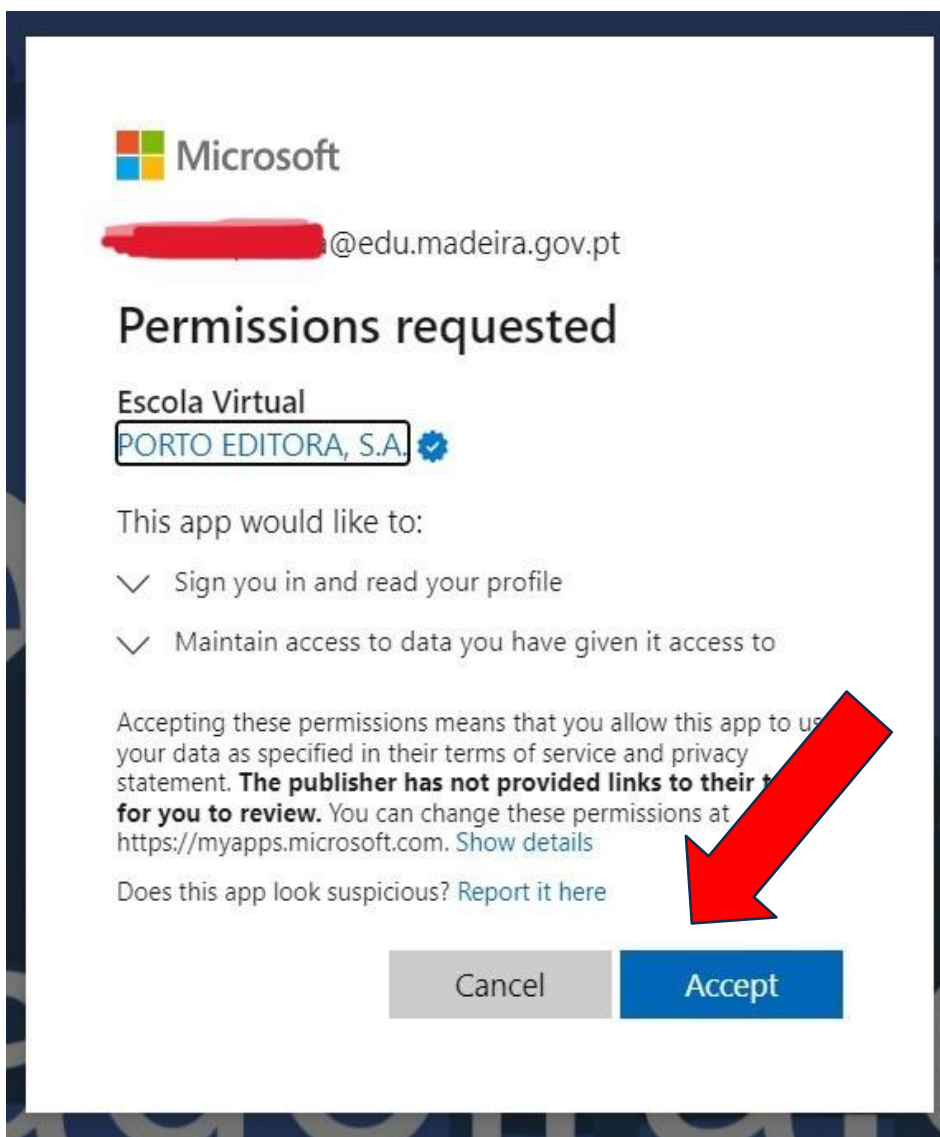 Microsoft
@edu.madeira.gov.pt
Permissions requested
Escola Virtual
PORTO EDITORA, S.A.
This app would like to:
Sign you in and read your profile
Maintain access to data you have given it access to
Accepting these permissions means that you allow this app to
your data as specified in their terms of service and privacy
statement. The publisher has not provided links to their
for you to review. You can change these permissions at
https://myapps.microsoft.com. Show details
Does this app look suspicious? Report it here
Cancel
Accept